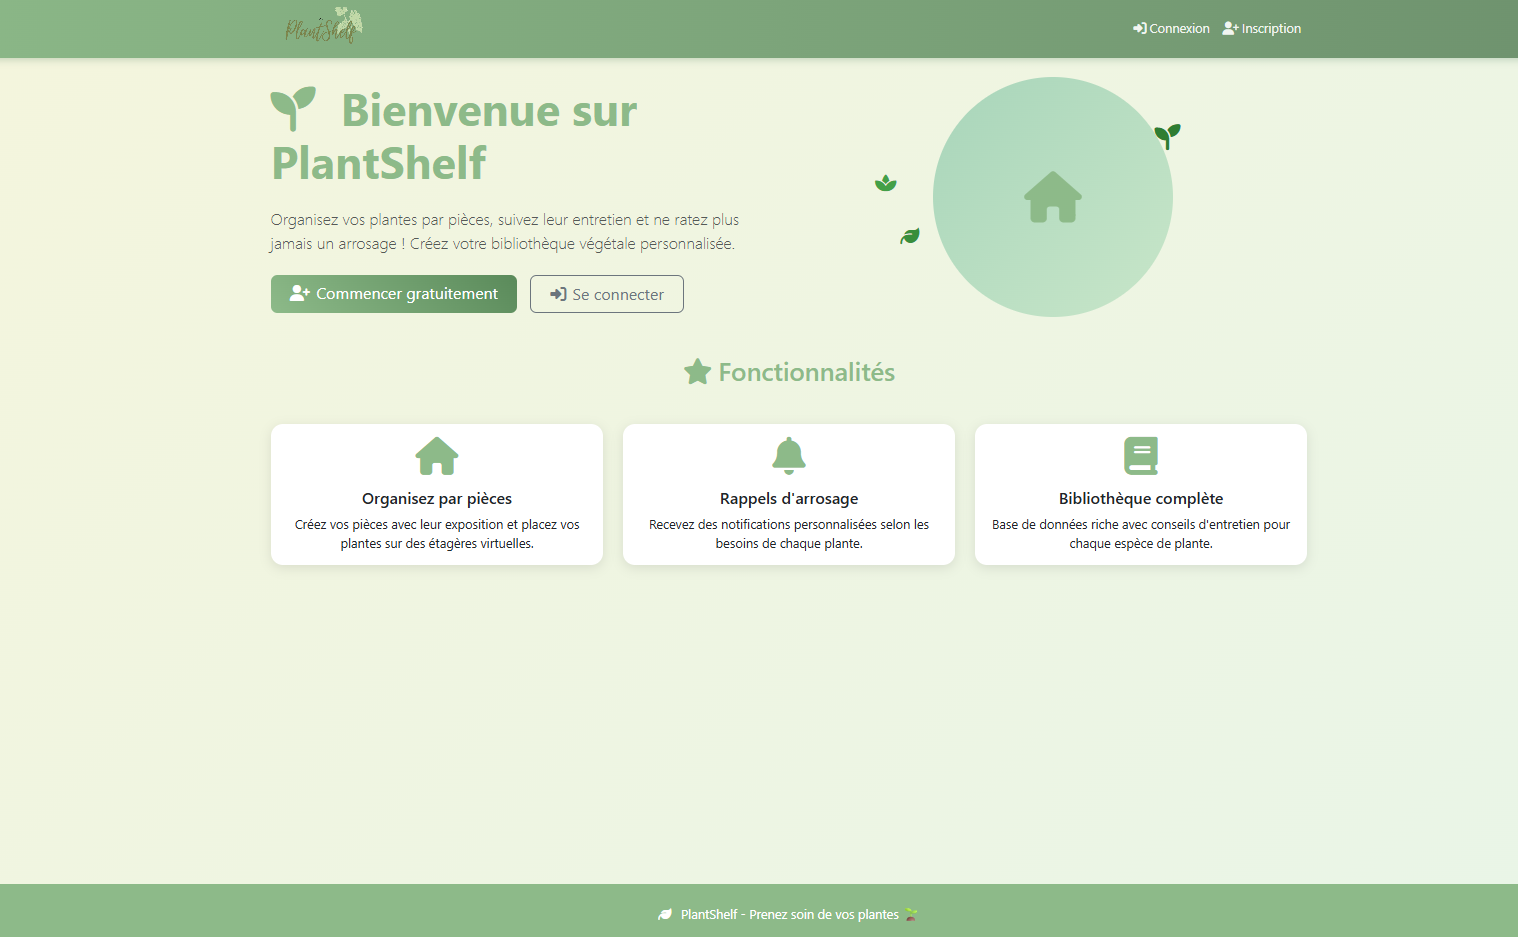 PlantShelf
Connexion
Inscription
Bienvenue sur
PlantShelf
Organisez vos plantes par pièces, suivez leur entretien et ne ratez plus
jamais un arrosage ! Créez votre bibliothèque végétale personnalisée.
Commencer gratuitement
Se connecter
Fonctionnalités
Organisez par pièces
Créez vos pièces avec leur exposition et placez vos
plantes sur des étagères virtuelles.
Rappels d'arrosage
Recevez des notifications personnalisées selon les
besoins de chaque plante.
Bibliothèque complète
Base de données riche avec conseils d'entretien pour
chaque espèce de plante.
PlantShelf - Prenez soin de vos plantes 🌱